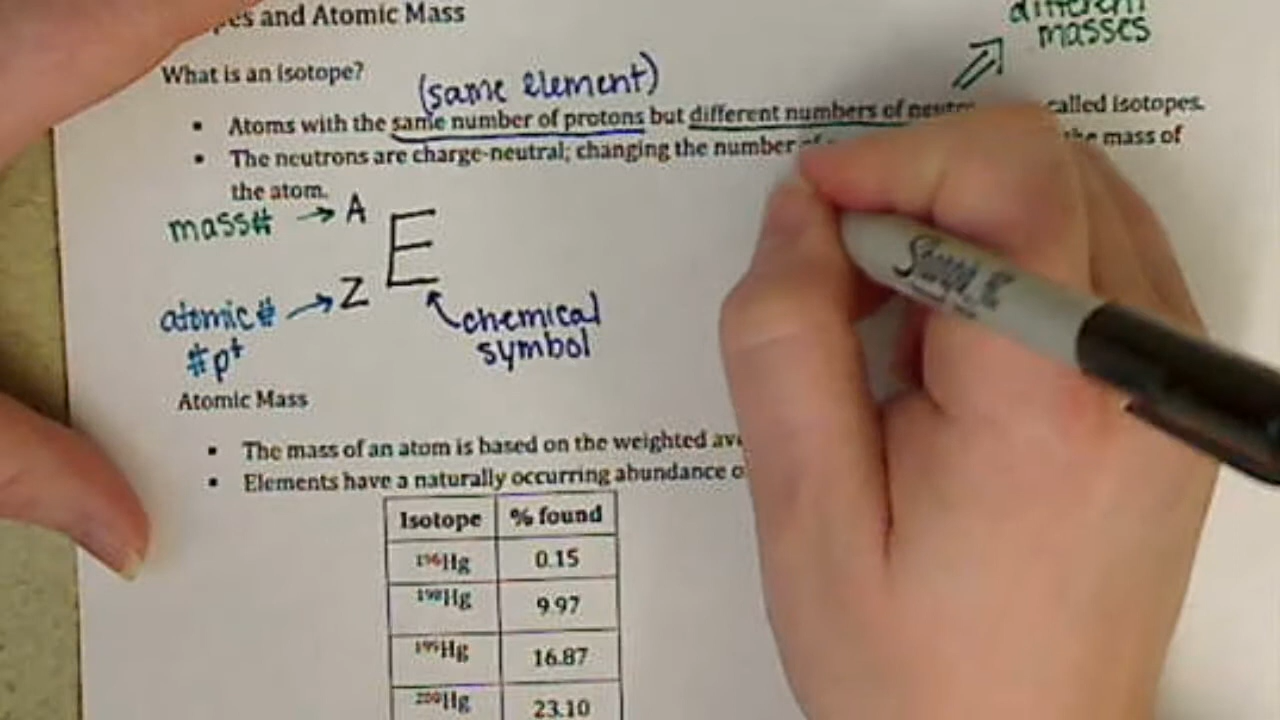 and Atomic Mass
different
masses
What is an isotope?
(same element)
• Atoms with the same number of protons but different numbers of called isotopes.
• The neutrons are charge-neutral; changing the number the mass of
the atom.
mass# → A
E
atomic# → Z
#p+
chemical
symbol
Atomic Mass
• The mass of an atom is based on the weighted
• Elements have a naturally occurring abundance
Isotope % found
¹⁹⁶Hg 0.15
¹⁹⁸Hg 9.97
¹⁹⁹Hg 16.87
²⁰⁰Hg 23.10
Sharpie